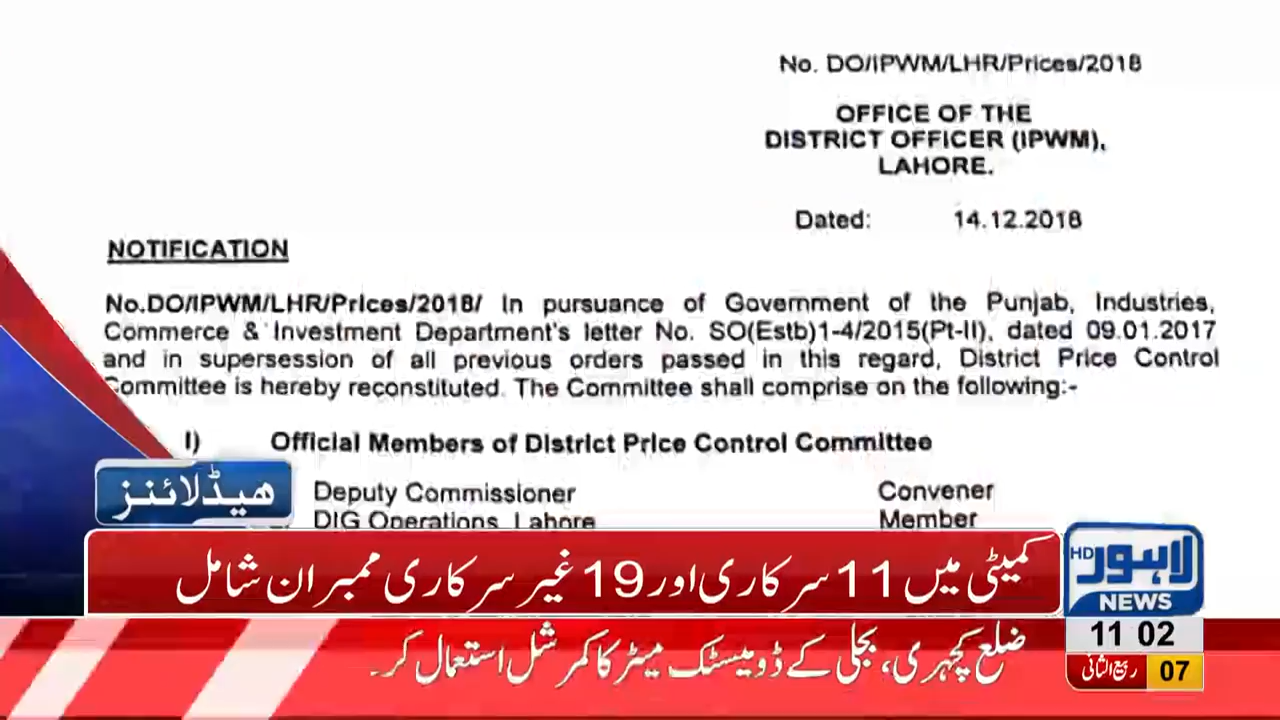 No. DO/IPWM/LHR/Prices/2018
OFFICE OF THE
DISTRICT OFFICER (IPWM),
LAHORE.
Dated: 14.12.2018
NOTIFICATION
No.DO/IPWM/LHR/Prices/2018/ In pursuance of Government of the Punjab, Industries,
Commerce & Investment Department's letter No. SO(Estb)1-4/2015(Pt-II), dated 09.01.2017
and in supersession of all previous orders passed in this regard, District Price Control
Committee is hereby reconstituted. The Committee shall comprise on the following:-
I) Official Members of District Price Control Committee
Deputy Commissioner Convener
DIG Operations, Lahore Member
ھیڈلائنز
کمیٹی میں 11 سرکاری اور 19 غیر سرکاری ممبران شامل
لاہور HD
NEWS
ضلع کچہری، بجلی کے ڈومیسٹک میٹر کا کمرشل استعمال کر۔
11 02
07 ربیع الثانی